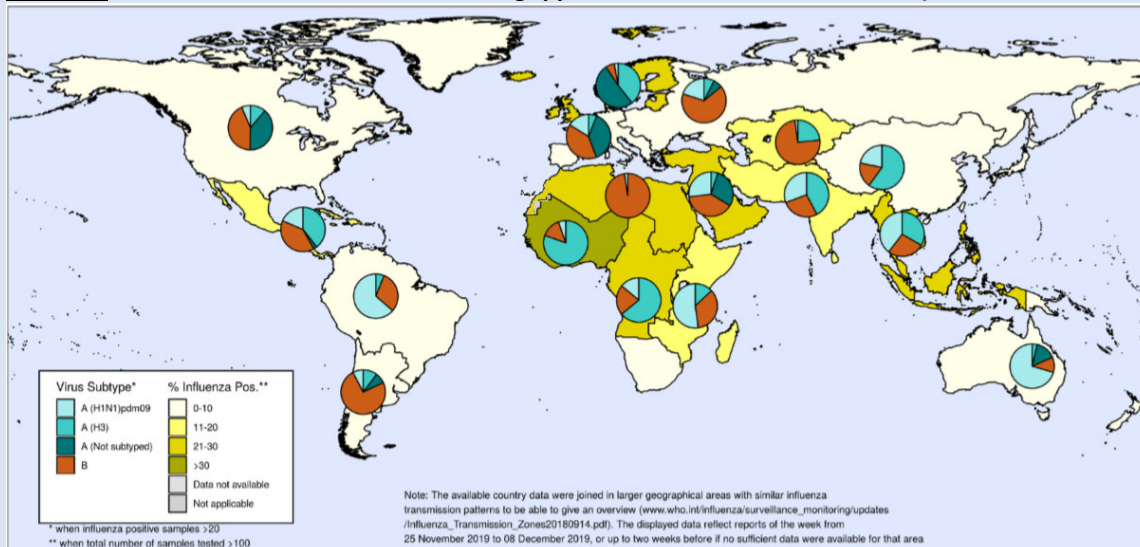 Virus Subtype*
A (H1N1)pdm09
A (H3)
A (Not subtyped)
B
% Influenza Pos.**
0-10
11-20
21-30
>30
Data not available
Not applicable
* when influenza positive samples >20
** when total number of samples tested >100
Note: The available country data were joined in larger geographical areas with similar influenza
transmission patterns to be able to give an overview (www.who.int/influenza/surveillance_monitoring/updates
/Influenza_Transmission_Zones20180914.pdf). The displayed data reflect reports of the week from
25 November 2019 to 08 December 2019, or up to two weeks before if no sufficient data were available for that area